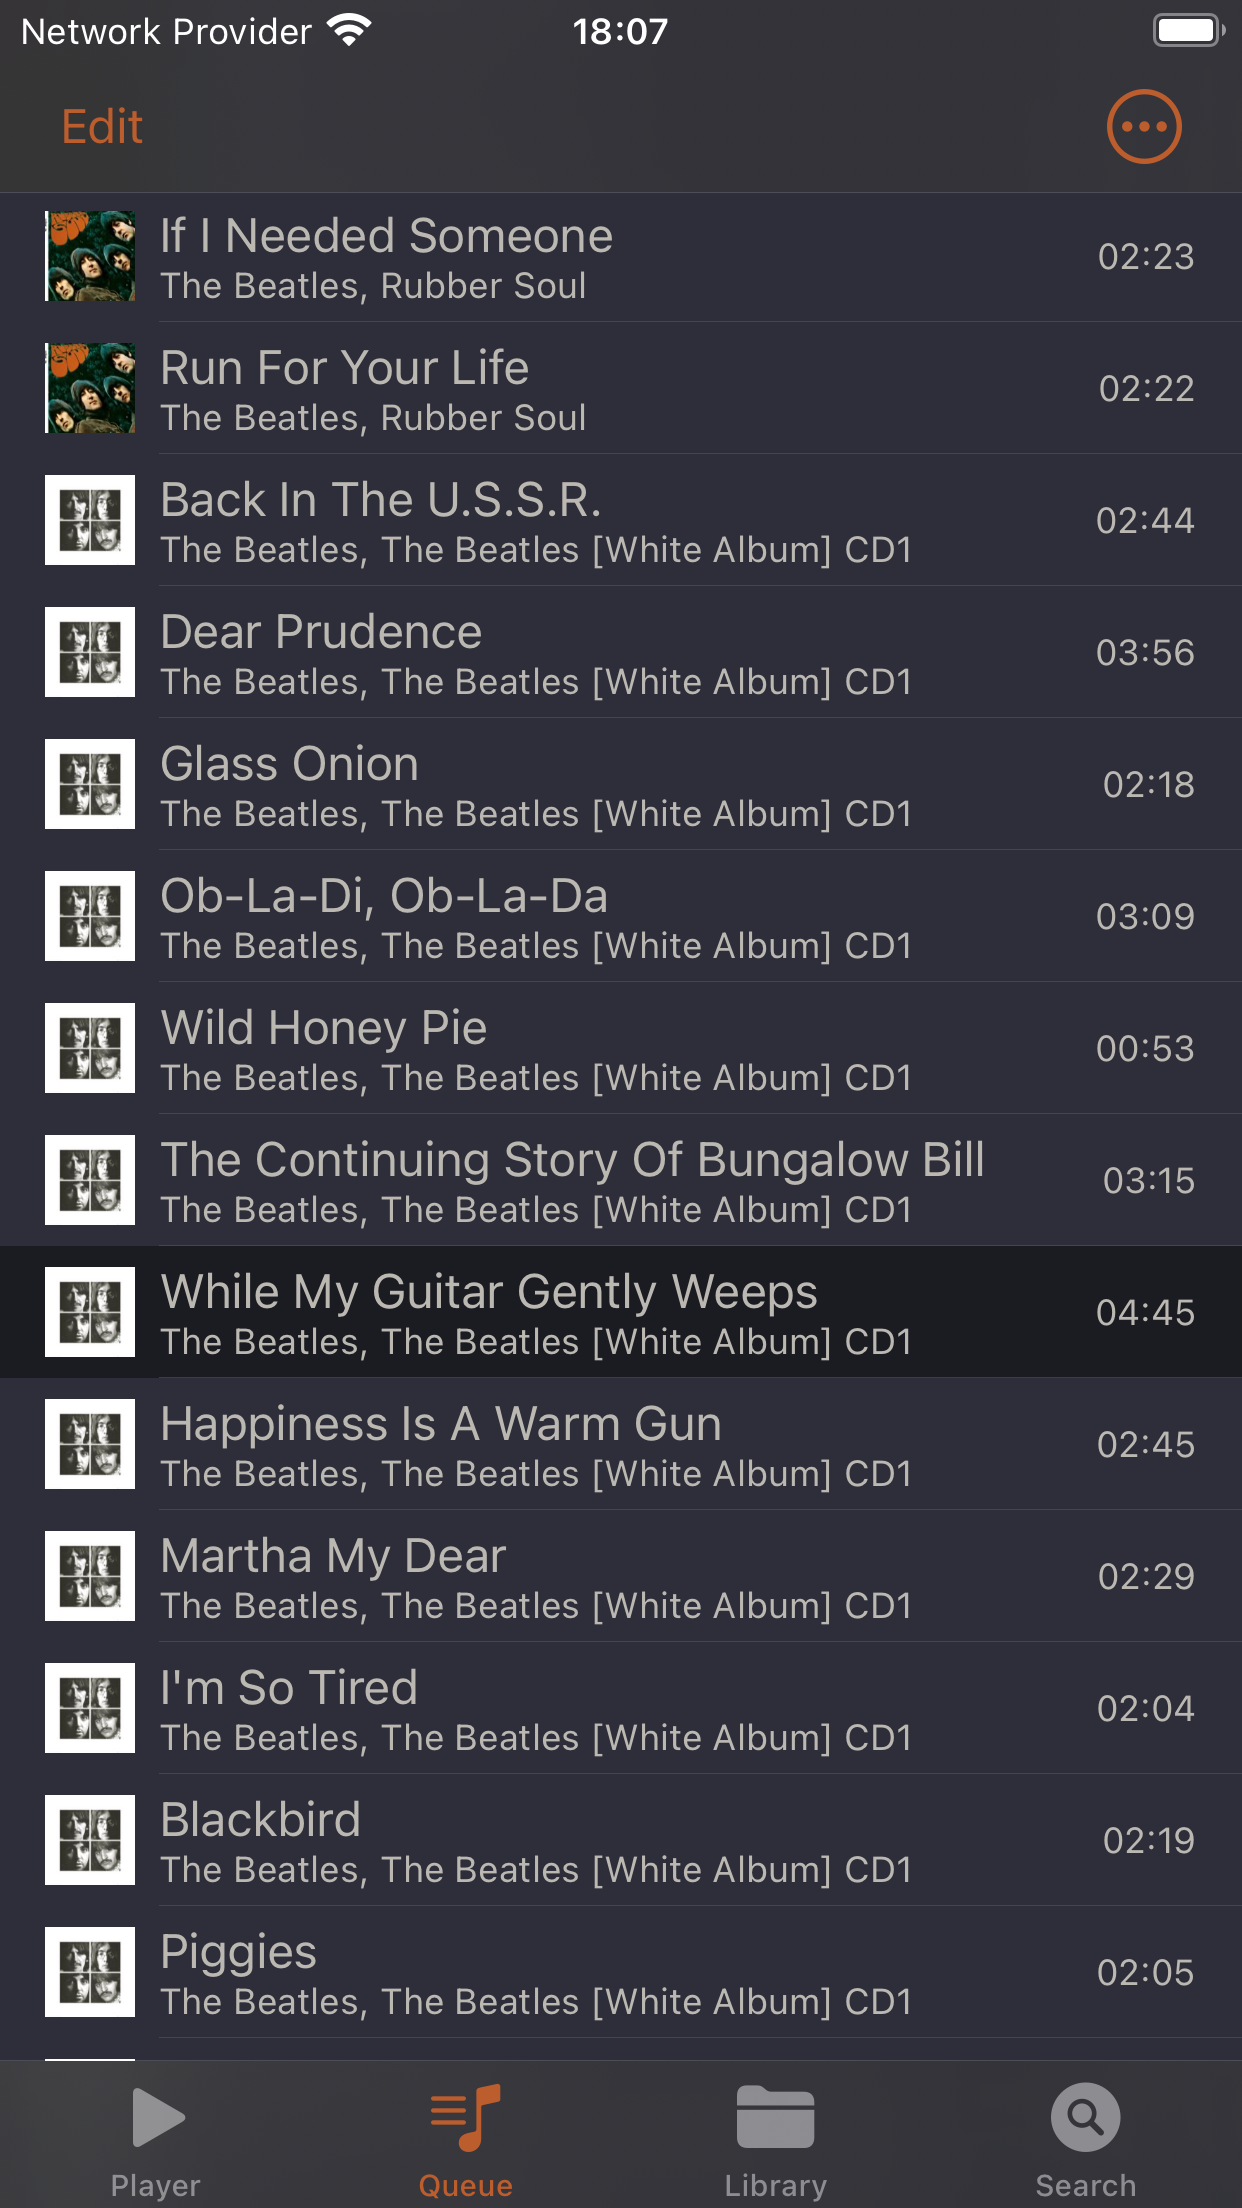 Network Provider 18:07
Edit
If I Needed Someone
The Beatles, Rubber Soul
02:23
Run For Your Life
The Beatles, Rubber Soul
02:22
Back In The U.S.S.R.
The Beatles, The Beatles [White Album] CD1
02:44
Dear Prudence
The Beatles, The Beatles [White Album] CD1
03:56
Glass Onion
The Beatles, The Beatles [White Album] CD1
02:18
Ob-La-Di, Ob-La-Da
The Beatles, The Beatles [White Album] CD1
03:09
Wild Honey Pie
The Beatles, The Beatles [White Album] CD1
00:53
The Continuing Story Of Bungalow Bill
The Beatles, The Beatles [White Album] CD1
03:15
While My Guitar Gently Weeps
The Beatles, The Beatles [White Album] CD1
04:45
Happiness Is A Warm Gun
The Beatles, The Beatles [White Album] CD1
02:45
Martha My Dear
The Beatles, The Beatles [White Album] CD1
02:29
I'm So Tired
The Beatles, The Beatles [White Album] CD1
02:04
Blackbird
The Beatles, The Beatles [White Album] CD1
02:19
Piggies
The Beatles, The Beatles [White Album] CD1
02:05
Player Queue Library Search